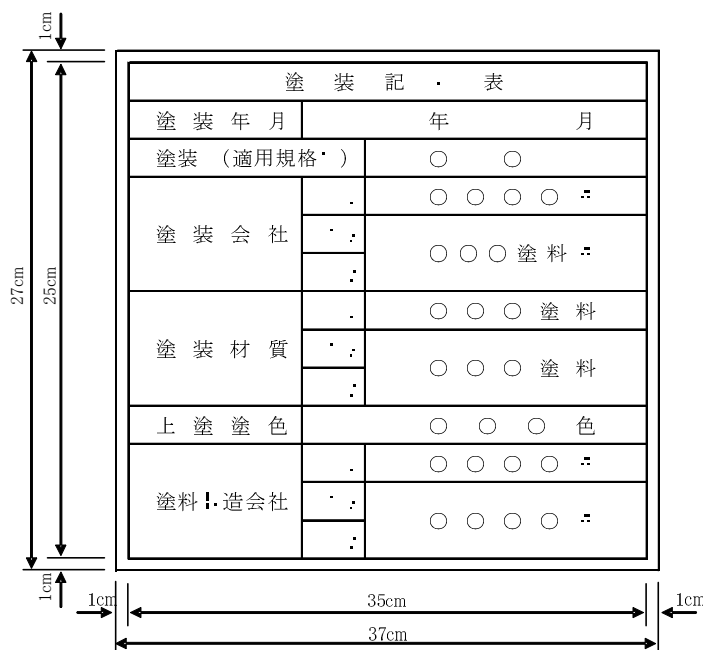 1cm
塗装記表
塗装年月 年 月
塗装（適用規格 ） ○ ○
○○○○
塗装会社
○○○塗料
○○○塗料
塗装材質
○○○塗料
上塗塗色 ○○○色
○○○○
塗料 造会社
○○○○
27cm
25cm
1cm
1cm 35cm 1cm
37cm